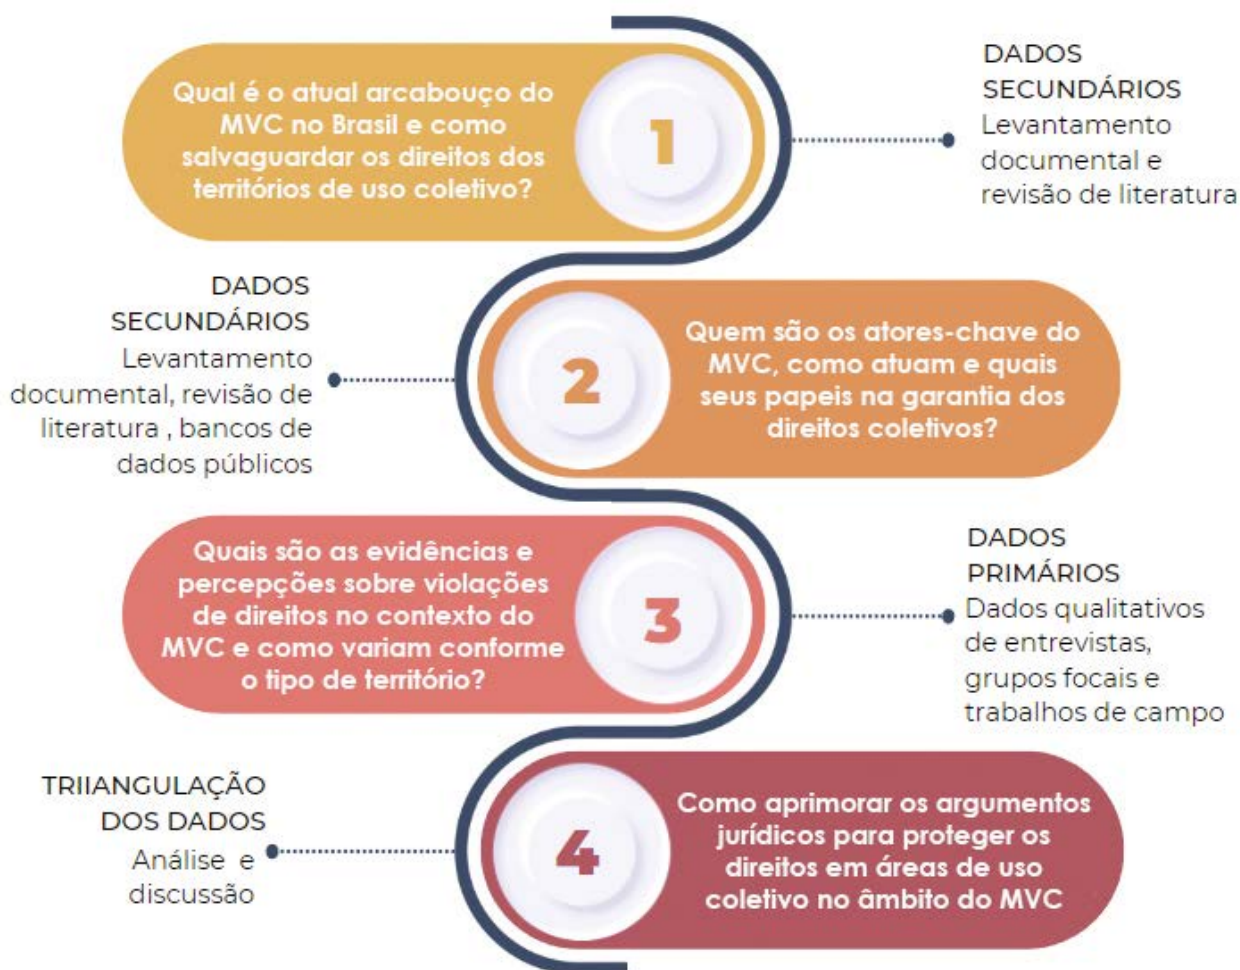 Qual é o atual arcabouço do
MVC no Brasil e como
salvaguardar os direitos dos
territórios de uso coletivo?
1
DADOS
SECUNDÁRIOS
Levantamento
documental e
revisão de literatura
DADOS
SECUNDÁRIOS
Levantamento
documental, revisão de
literatura , bancos de
dados públicos
2
Quem são os atores-chave do
MVC, como atuam e quais
seus papeis na garantia dos
direitos coletivos?
Quais são as evidências e
percepções sobre violações
de direitos no contexto do
MVC e como variam conforme
o tipo de território?
3
DADOS
PRIMÁRIOS
Dados qualitativos
de entrevistas,
grupos focais e
trabalhos de campo
TRIIANGULAÇÃO
DOS DADOS
Análise e
discussão
4
Como aprimorar os argumentos
jurídicos para proteger os
direitos em áreas de uso
coletivo no âmbito do MVC